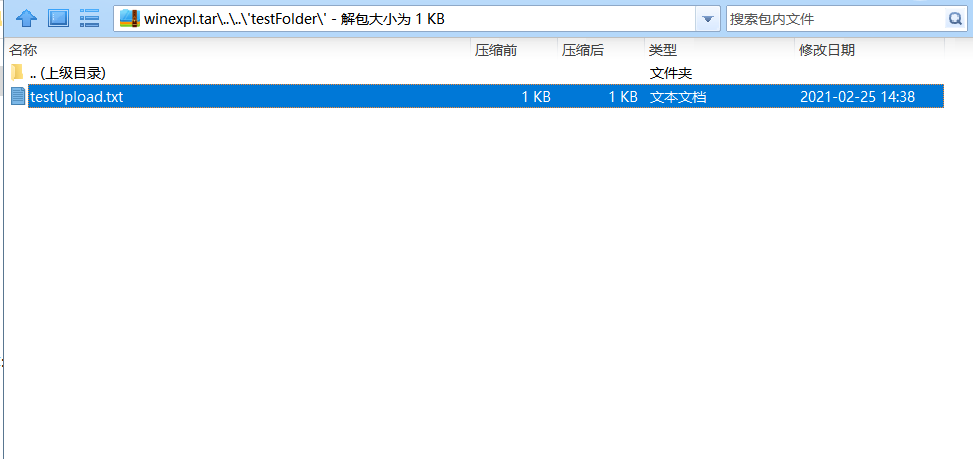 winexpl.tar\..\..\'testFolder\' - 解包大小为 1 KB
搜索包内文件
名称 压缩前 压缩后 类型 修改日期
.. (上级目录) 文件夹
testUpload.txt 1 KB 1 KB 文本文档 2021-02-25 14:38